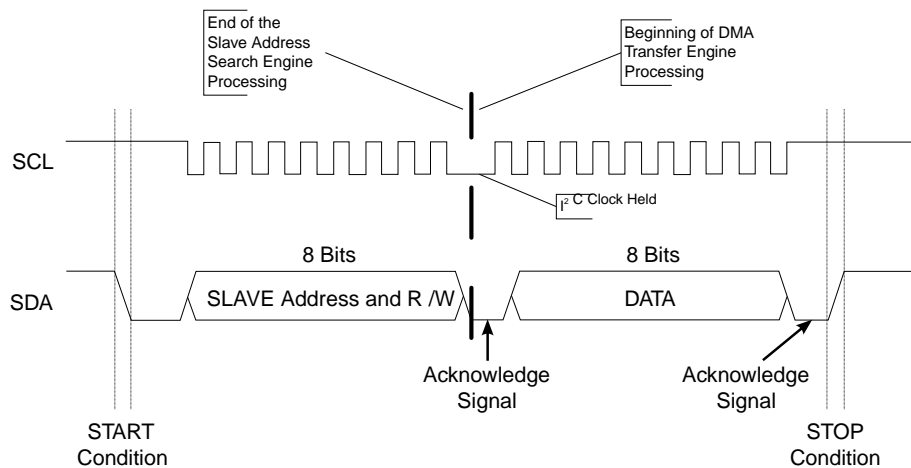 End of the
Slave Address
Search Engine
Processing
Beginning of DMA
Transfer Engine
Processing
SCL
I² C Clock Held
8 Bits
8 Bits
SDA
SLAVE Address and R /W
DATA
Acknowledge
Signal
Acknowledge
Signal
START
Condition
STOP
Condition